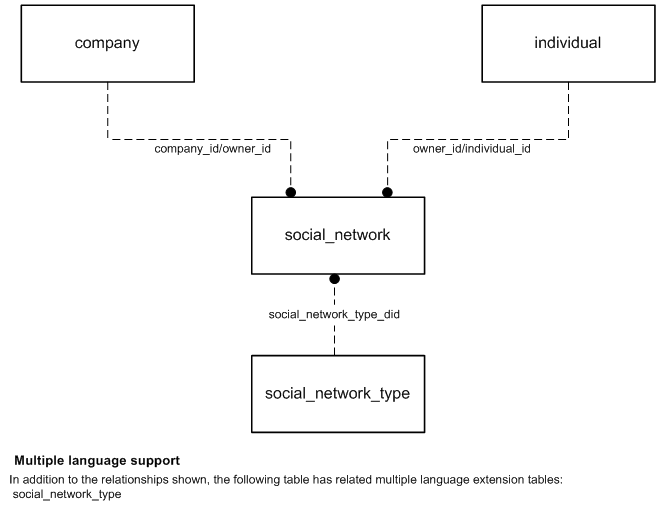 company
individual
company_id/owner_id
owner_id/individual_id
social_network
social_network_type_did
social_network_type
Multiple language support
In addition to the relationships shown, the following table has related multiple language extension tables:
social_network_type